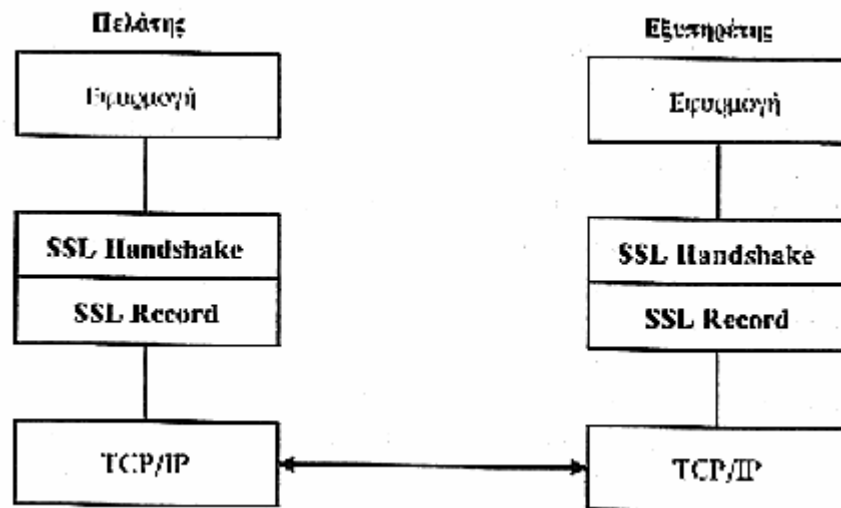 Πελάτης
Εφαρμογή
SSL Handshake
SSL Record
TCP/IP
Εξυπηρέτης
Εφαρμογή
SSL Handshake
SSL Record
TCP/IP